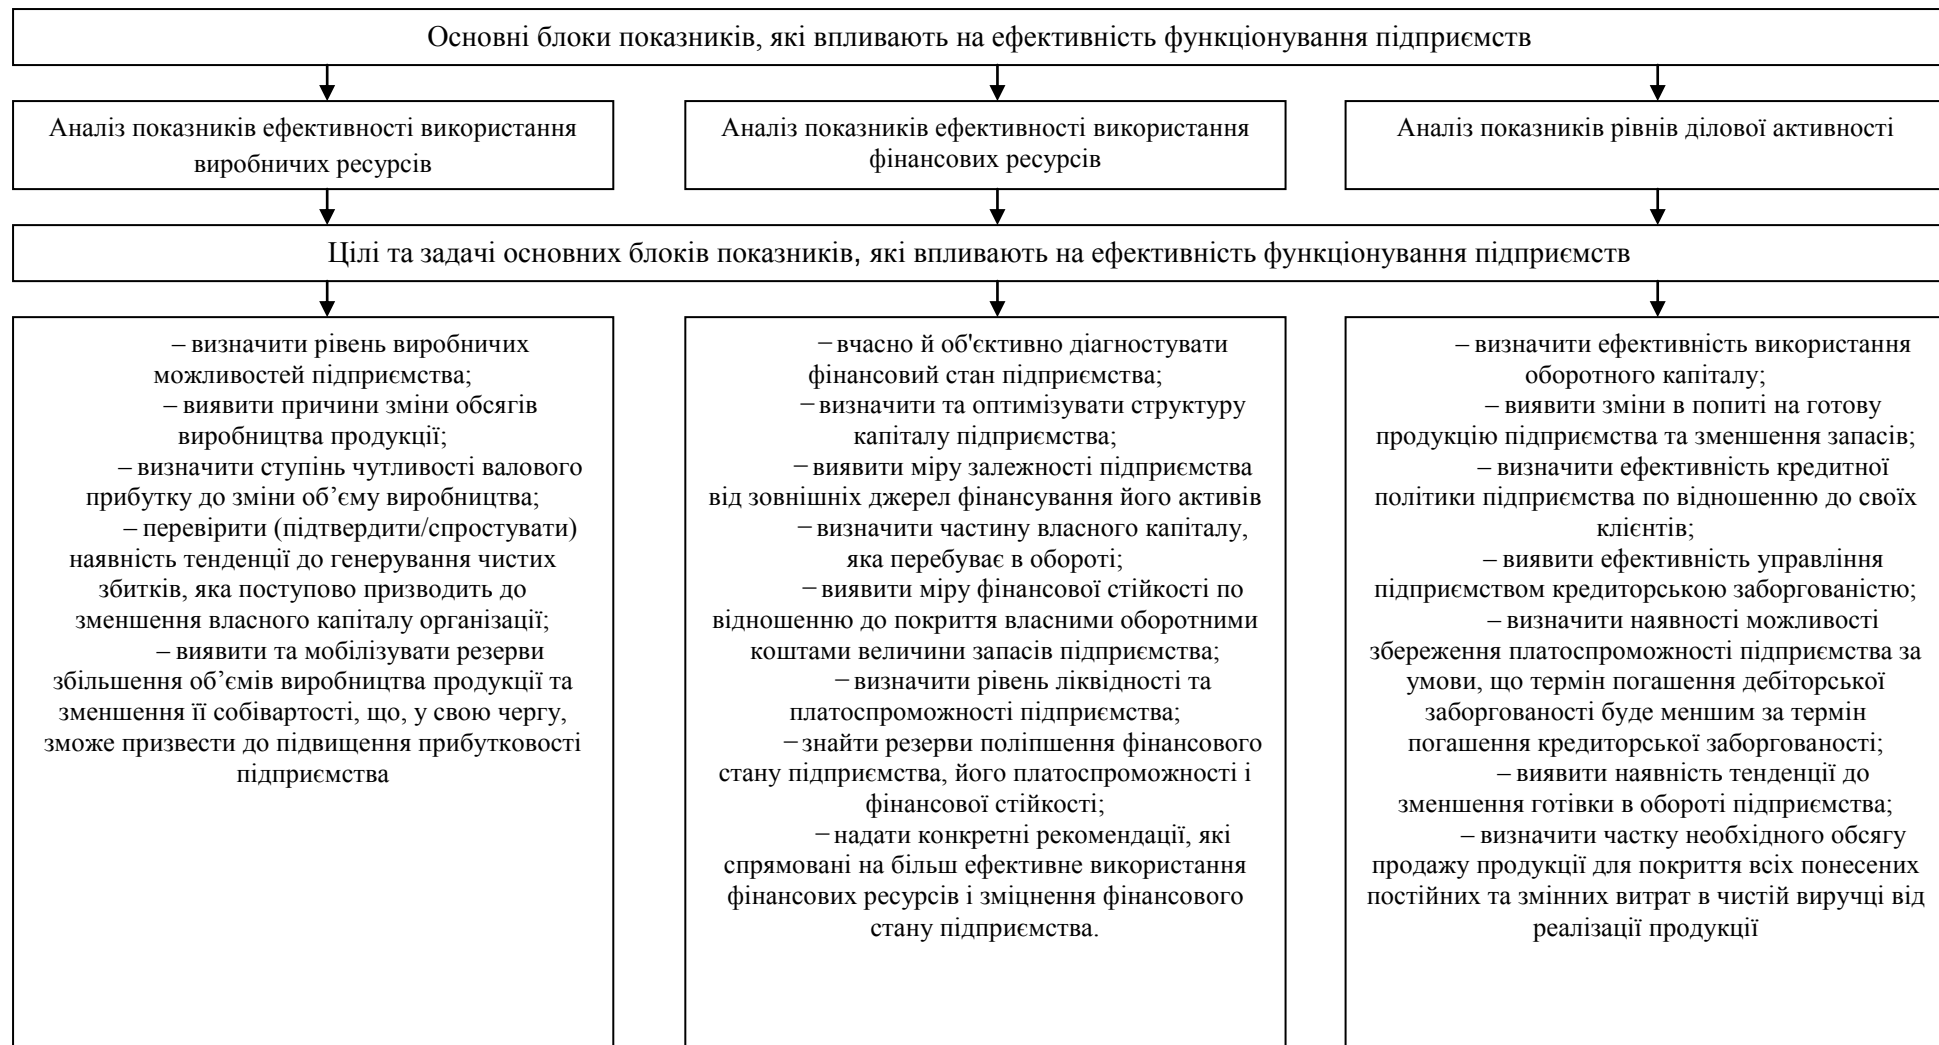 Основні блоки показників, які впливають на ефективність функціонування підприємств
Аналіз показників ефективності використання
виробничих ресурсів
Аналіз показників ефективності використання
фінансових ресурсів
Аналіз показників рівнів ділової активності
Цілі та задачі основних блоків показників, які впливають на ефективність функціонування підприємств
– визначити рівень виробничих
можливостей підприємства;
– виявити причини зміни обсягів
виробництва продукції;
– визначити ступінь чутливості валового
прибутку до зміни об’єму виробництва;
– перевірити (підтвердити/спростувати)
наявність тенденції до генерування чистих
збитків, яка поступово призводить до
зменшення власного капіталу організації;
– виявити та мобілізувати резерви
збільшення об’ємів виробництва продукції та
зменшення її собівартості, що, у свою чергу,
зможе призвести до підвищення прибутковості
підприємства
– вчасно й об'єктивно діагностувати
фінансовий стан підприємства;
– визначити та оптимізувати структуру
капіталу підприємства;
– виявити міру залежності підприємства
від зовнішніх джерел фінансування його активів
– визначити частину власного капіталу,
яка перебуває в обороті;
– виявити міру фінансової стійкості по
відношенню до покриття власними оборотними
коштами величини запасів підприємства;
– визначити рівень ліквідності та
платоспроможності підприємства;
– знайти резерви поліпшення фінансового
стану підприємства, його платоспроможності і
фінансової стійкості;
– надати конкретні рекомендації, які
спрямовані на більш ефективне використання
фінансових ресурсів і зміцнення фінансового
стану підприємства.
– визначити ефективність використання
оборотного капіталу;
– виявити зміни в попиті на готову
продукцію підприємства та зменшення запасів;
– визначити ефективність кредитної
політики підприємства по відношенню до своїх
клієнтів;
– виявити ефективність управління
підприємством кредиторською заборгованістю;
– визначити наявності можливості
збереження платоспроможності підприємства за
умови, що термін погашення дебіторської
заборгованості буде меншим за термін
погашення кредиторської заборгованості;
– виявити наявність тенденції до
зменшення готівки в обороті підприємства;
– визначити частку необхідного обсягу
продажу продукції для покриття всіх понесених
постійних та змінних витрат в чистій виручці від
реалізації продукції